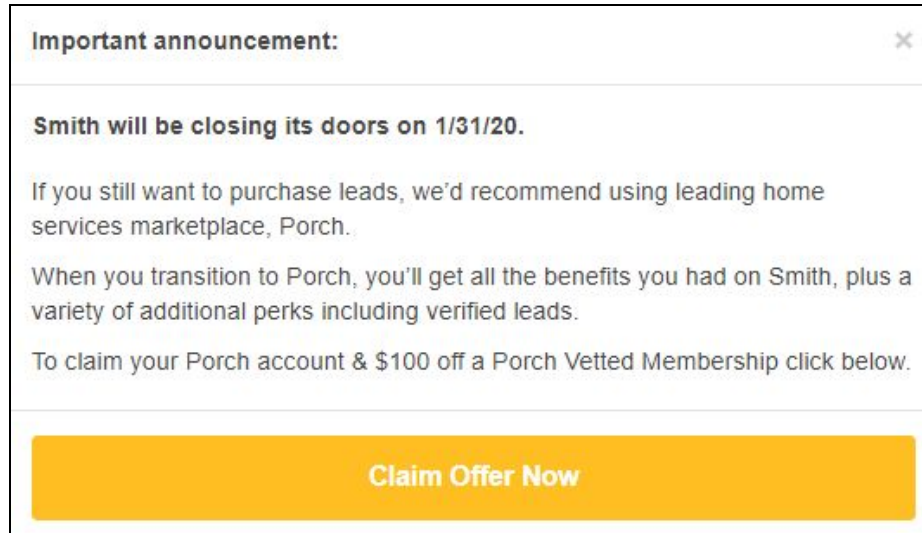 Important announcement:
×
Smith will be closing its doors on 1/31/20.
If you still want to purchase leads, we’d recommend using leading home
services marketplace, Porch.
When you transition to Porch, you’ll get all the benefits you had on Smith, plus a
variety of additional perks including verified leads.
To claim your Porch account & $100 off a Porch Vetted Membership click below.
Claim Offer Now